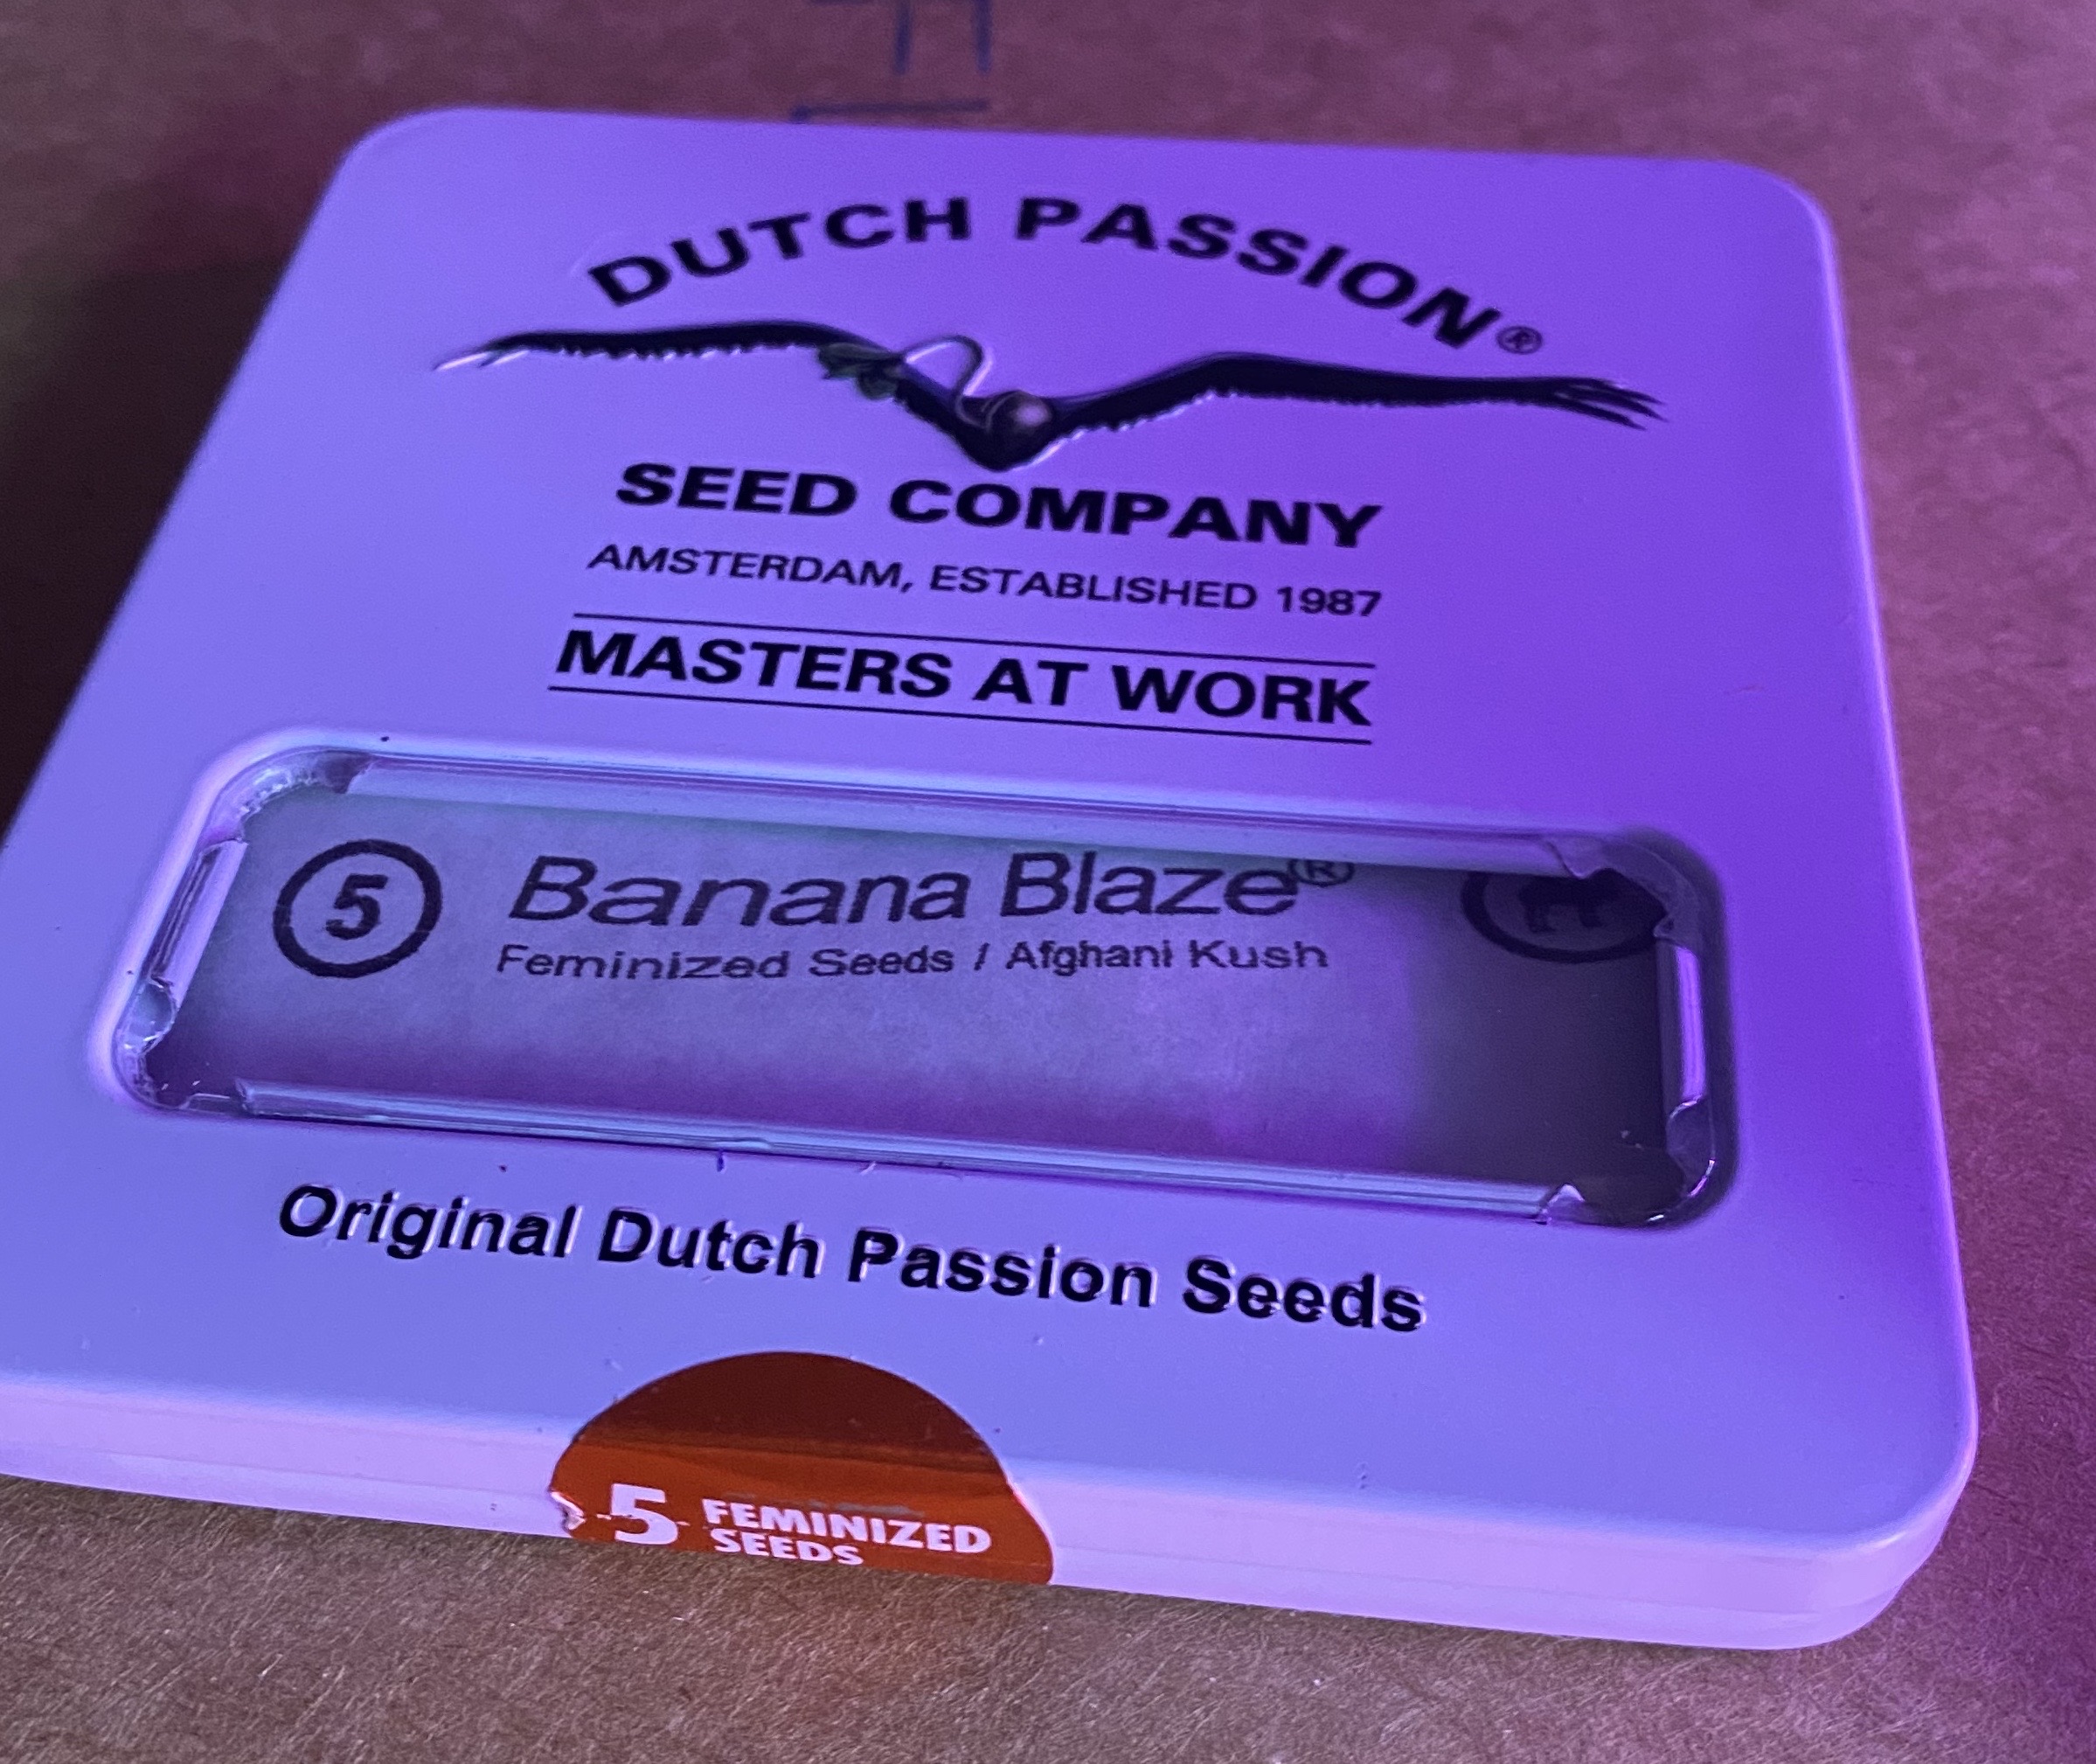 DUTCH PASSION®
SEED COMPANY
AMSTERDAM, ESTABLISHED 1987
MASTERS AT WORK
5
Banana Blaze®
Feminized Seeds / Afghani Kush
Original Dutch Passion Seeds
5 FEMINIZED
SEEDS